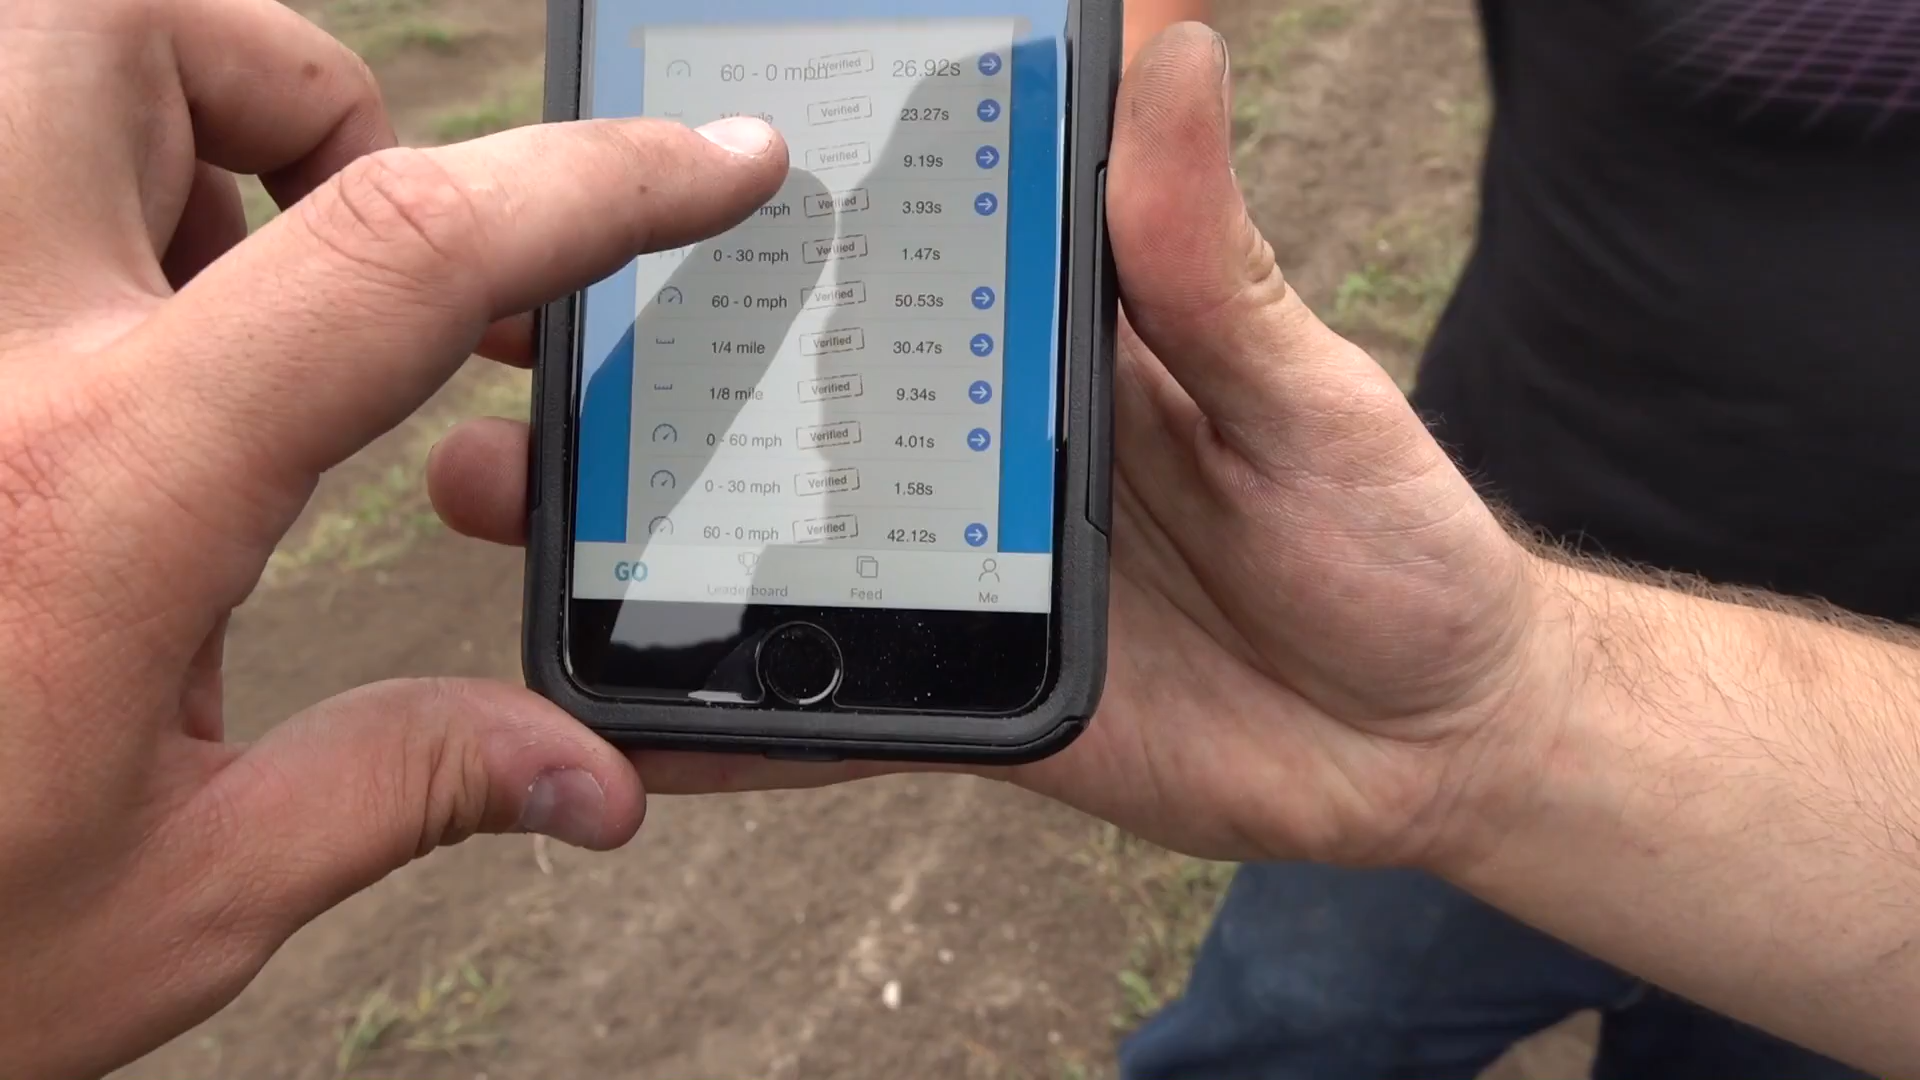 60 - 0 mph Verified 26.92s
Verified 23.27s
Verified 9.19s
mph Verified 3.93s
0 - 30 mph Verified 1.47s
60 - 0 mph Verified 50.53s
1/4 mile Verified 30.47s
1/8 mile Verified 9.34s
0 - 60 mph Verified 4.01s
0 - 30 mph Verified 1.58s
60 - 0 mph Verified 42.12s
GO Leaderboard Feed Me